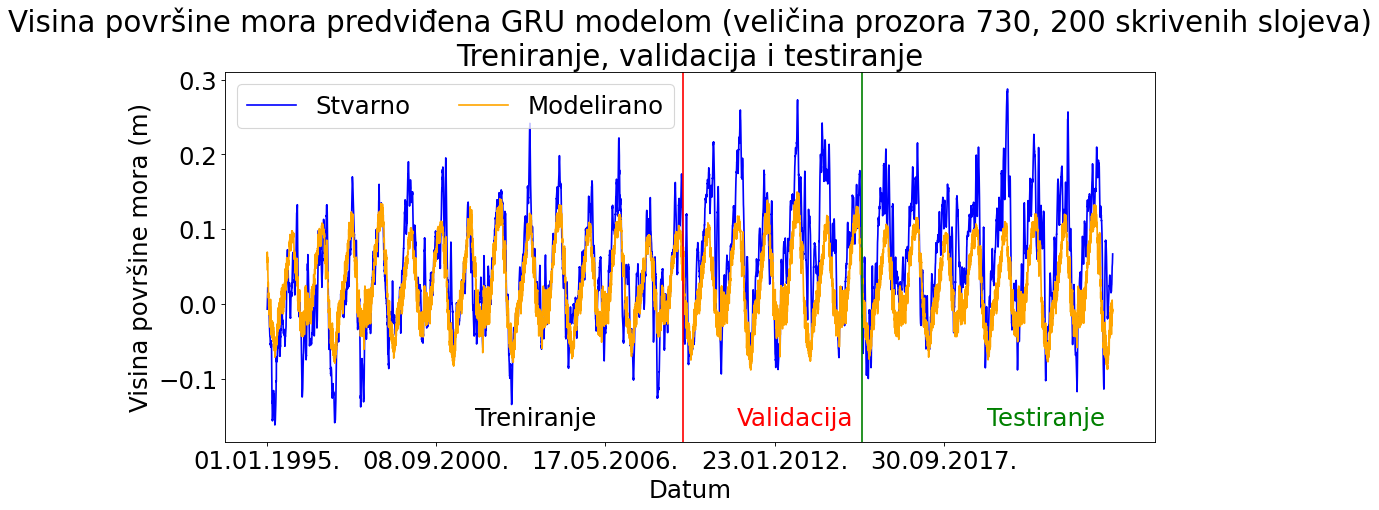 Visina površine mora predviđena GRU modelom (veličina prozora 730, 200 skrivenih slojeva)
Treniranje, validacija i testiranje
Stvarno Modelirano
Visina površine mora (m)
0.3
0.2
0.1
0.0
−0.1
Treniranje Validacija Testiranje
01.01.1995. 08.09.2000. 17.05.2006. 23.01.2012. 30.09.2017.
Datum